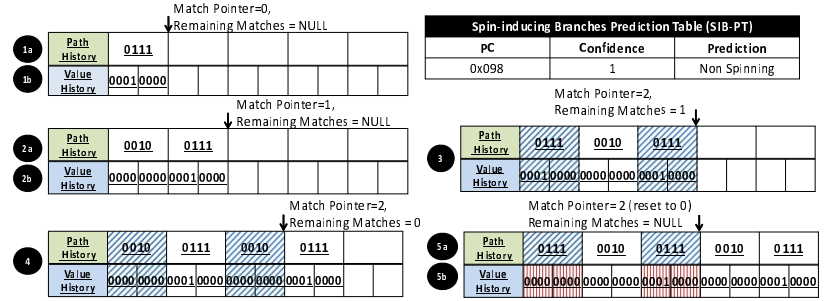 Match Pointer=0,
Remaining Matches = NULL
1a
Path
History
0111
1b
Value
History
0001 0000
Spin-inducing Branches Prediction Table (SIB-PT)
PC Confidence Prediction
0x098 1 Non Spinning
Match Pointer=1,
Remaining Matches = NULL
2a
Path
History
0010 0111
2b
Value
History
0000 0000 0001 0000
Match Pointer=2,
Remaining Matches = 1
3
Path
History
0111 0010 0111
Value
History
0001 0000 0000 0000 0001 0000
Match Pointer=2,
Remaining Matches = 0
4
Path
History
0010 0111 0010 0111
Value
History
0000 0000 0001 0000 0000 0000 0001 0000
Match Pointer= 2 (reset to 0)
Remaining Matches = NULL
5a
Path
History
0111 0010 0111 0010 0111
5b
Value
History
0000 0000 0000 0000 0001 0000 0000 0000 0001 0000